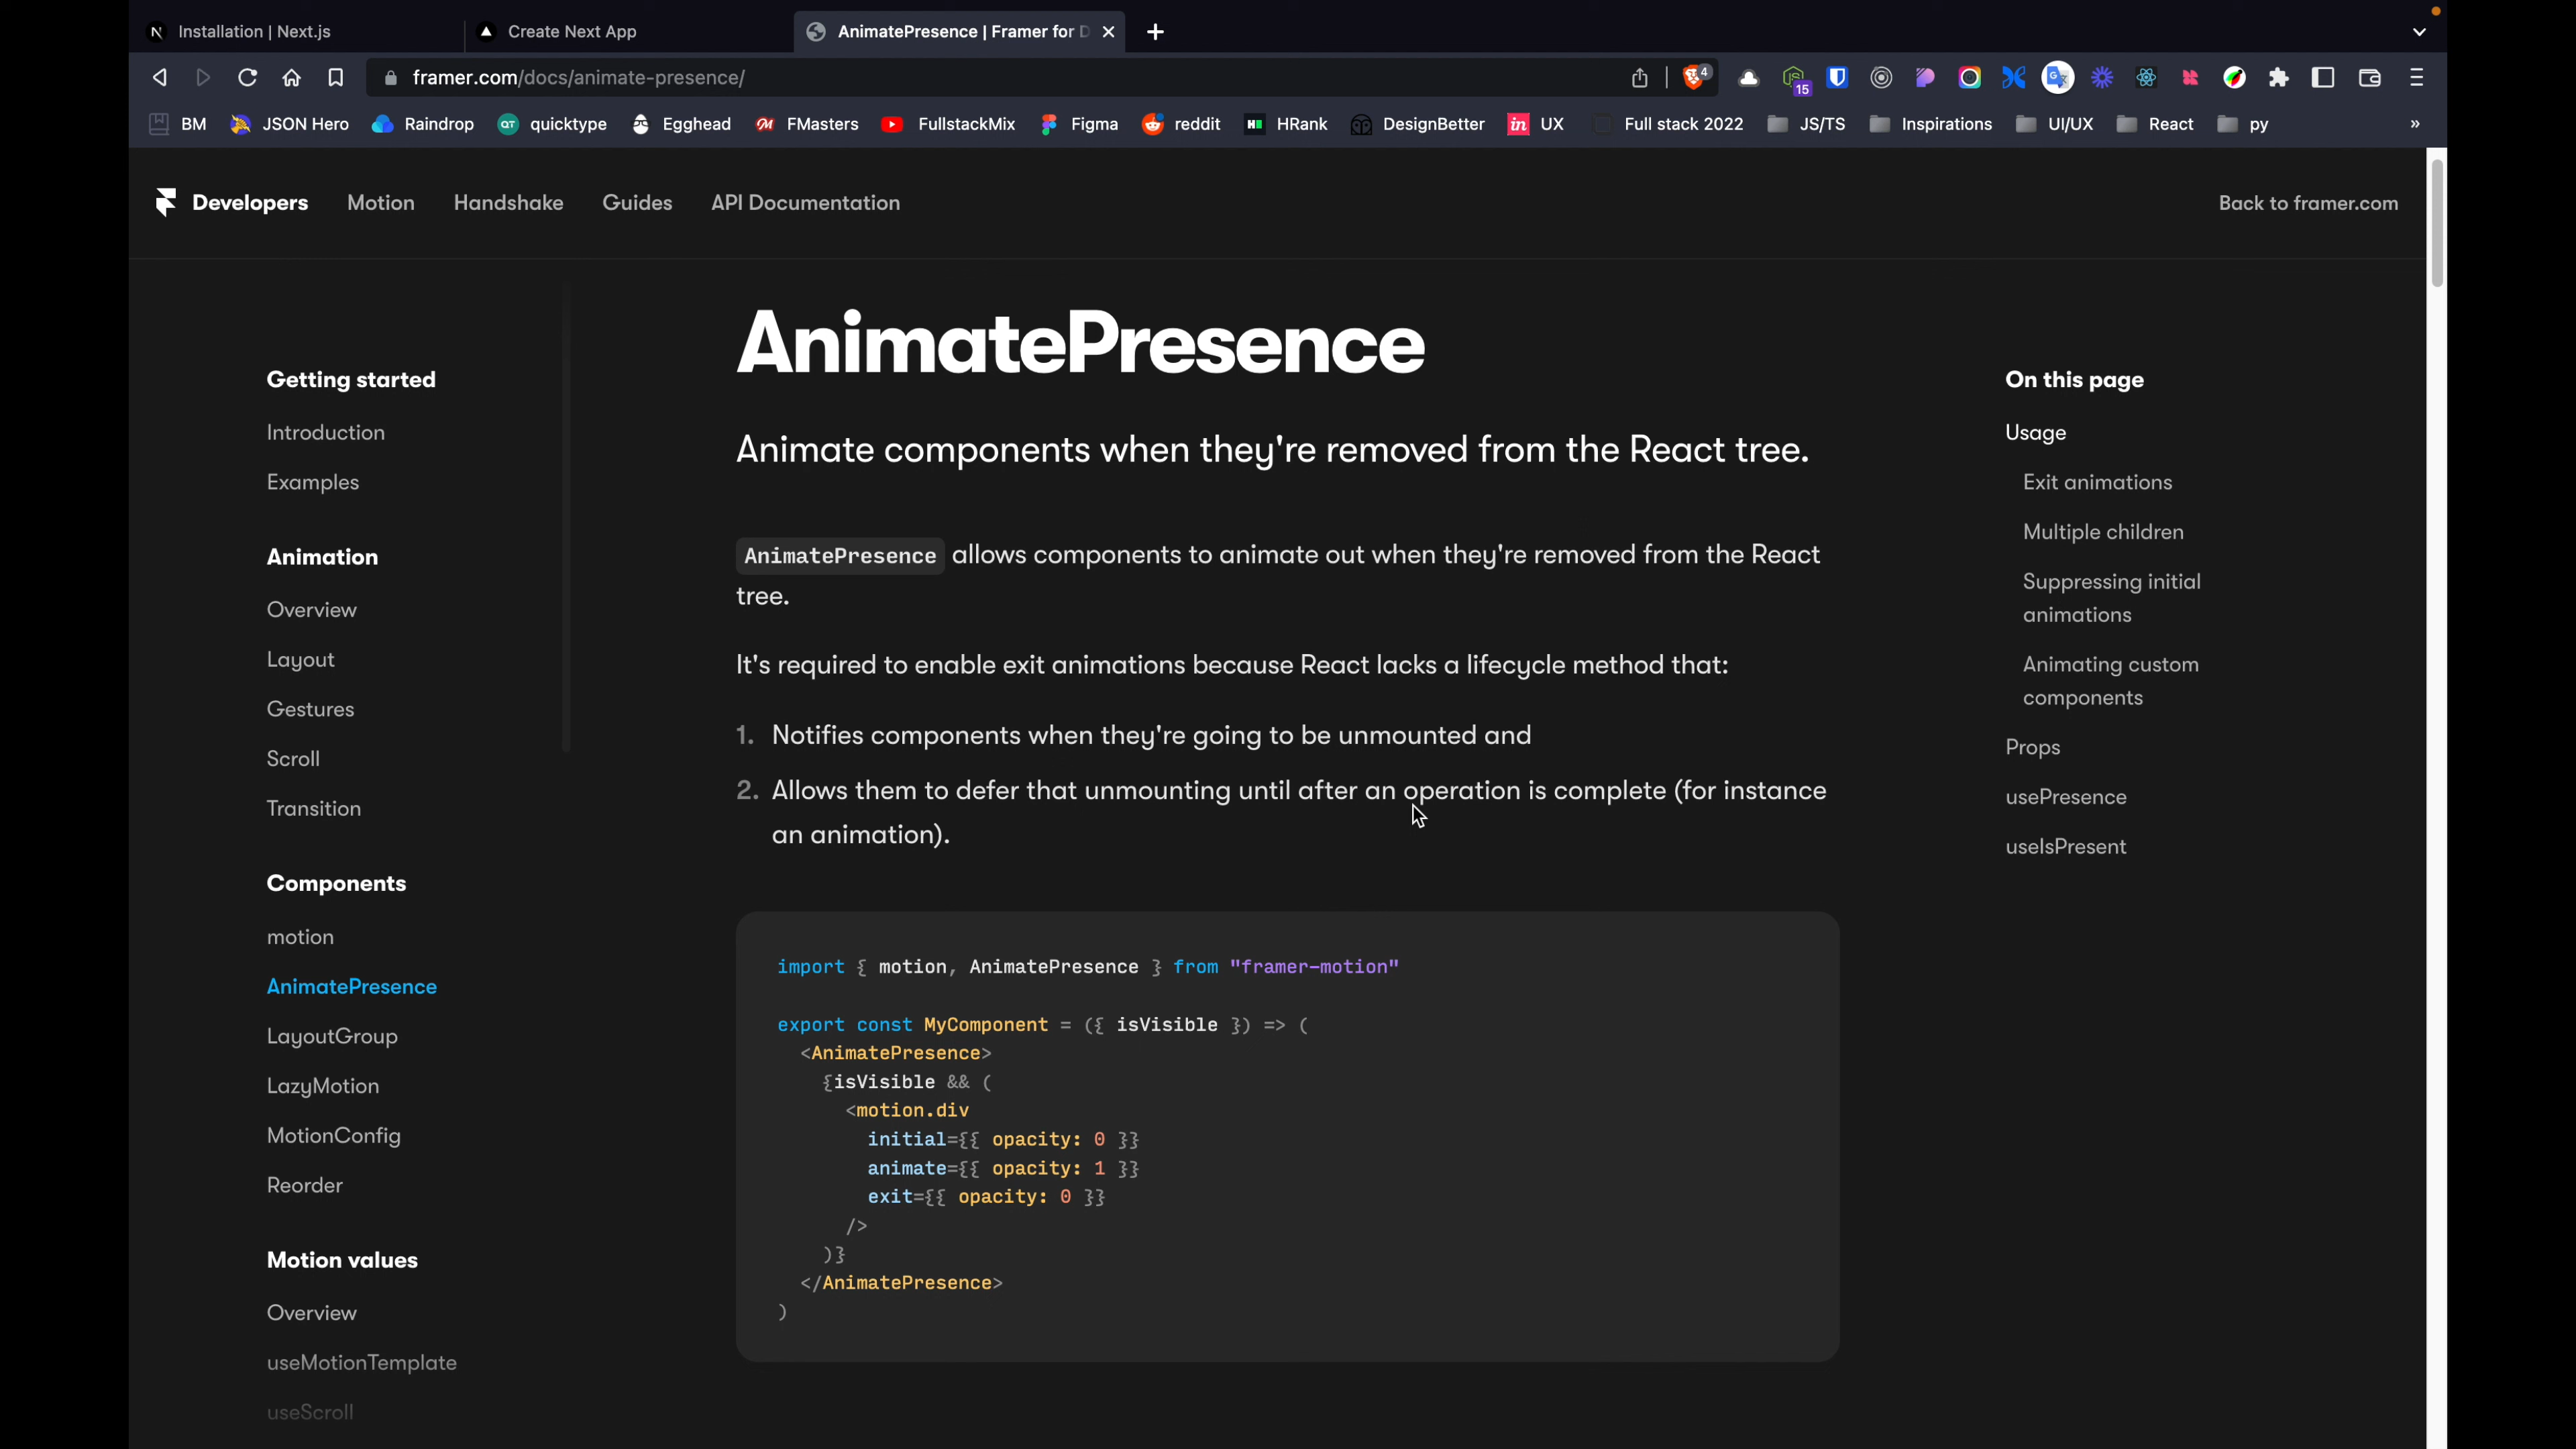 Installation | Next.js
Create Next App
AnimatePresence | Framer for D
framer.com/docs/animate-presence/
4
15
BM
JSON Hero
Raindrop
QT quicktype
Egghead
FMasters
FullstackMix
Figma
reddit
HRank
DesignBetter
in UX
Full stack 2022
JS/TS
Inspirations
UI/UX
React
py
»
Developers
Motion
Handshake
Guides
API Documentation
Back to framer.com
Getting started
Introduction
Examples
Animation
Overview
Layout
Gestures
Scroll
Transition
Components
motion
AnimatePresence
LayoutGroup
LazyMotion
MotionConfig
Reorder
Motion values
Overview
useMotionTemplate
useScroll
AnimatePresence
Animate components when they're removed from the React tree.
AnimatePresence allows components to animate out when they're removed from the React
tree.
It's required to enable exit animations because React lacks a lifecycle method that:
1. Notifies components when they're going to be unmounted and
2. Allows them to defer that unmounting until after an operation is complete (for instance
an animation).
import { motion, AnimatePresence } from "framer-motion"
export const MyComponent = ({ isVisible }) => (
<AnimatePresence>
{isVisible && (
<motion.div
initial={{ opacity: 0 }}
animate={{ opacity: 1 }}
exit={{ opacity: 0 }}
/>
)}
</AnimatePresence>
)
On this page
Usage
Exit animations
Multiple children
Suppressing initial
animations
Animating custom
components
Props
usePresence
useIsPresent